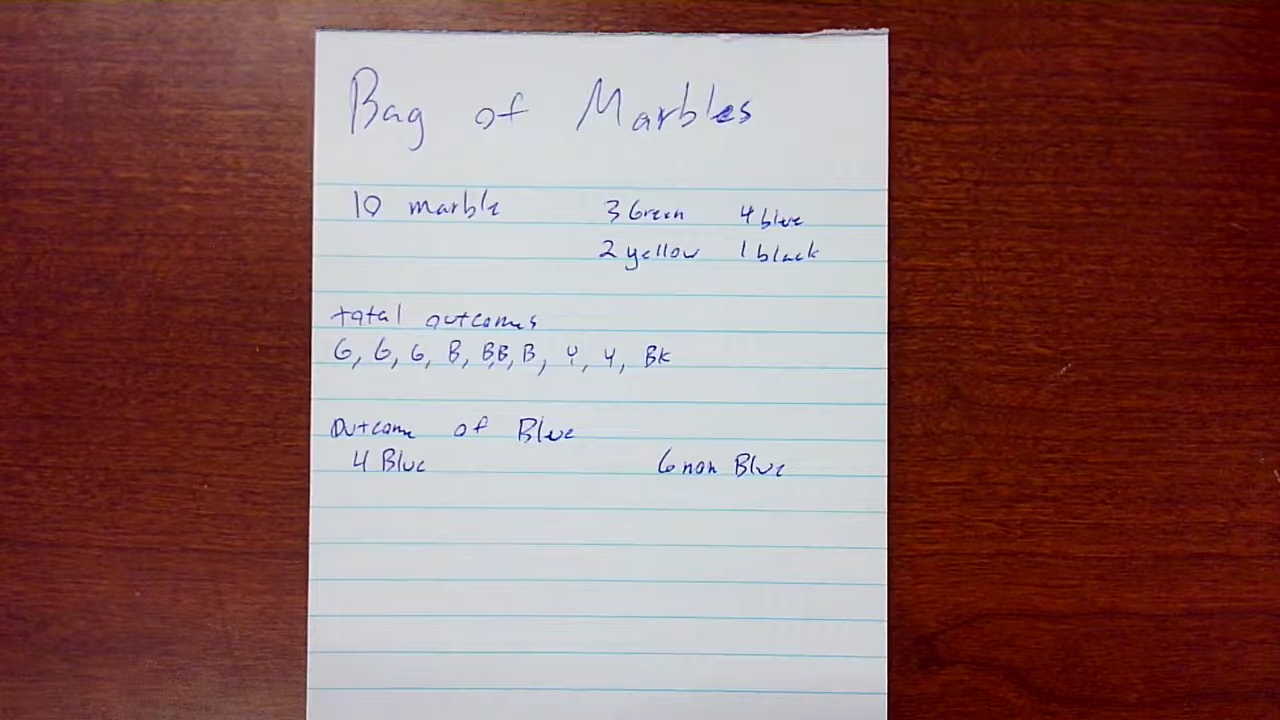 Bag of Marbles
10 marble 3 Green 4 blue
2 yellow 1 black
total outcomes
G, G, G, B, B,B, B, Y, Y, BK
Outcome of Blue
4 Blue 6 non Blue